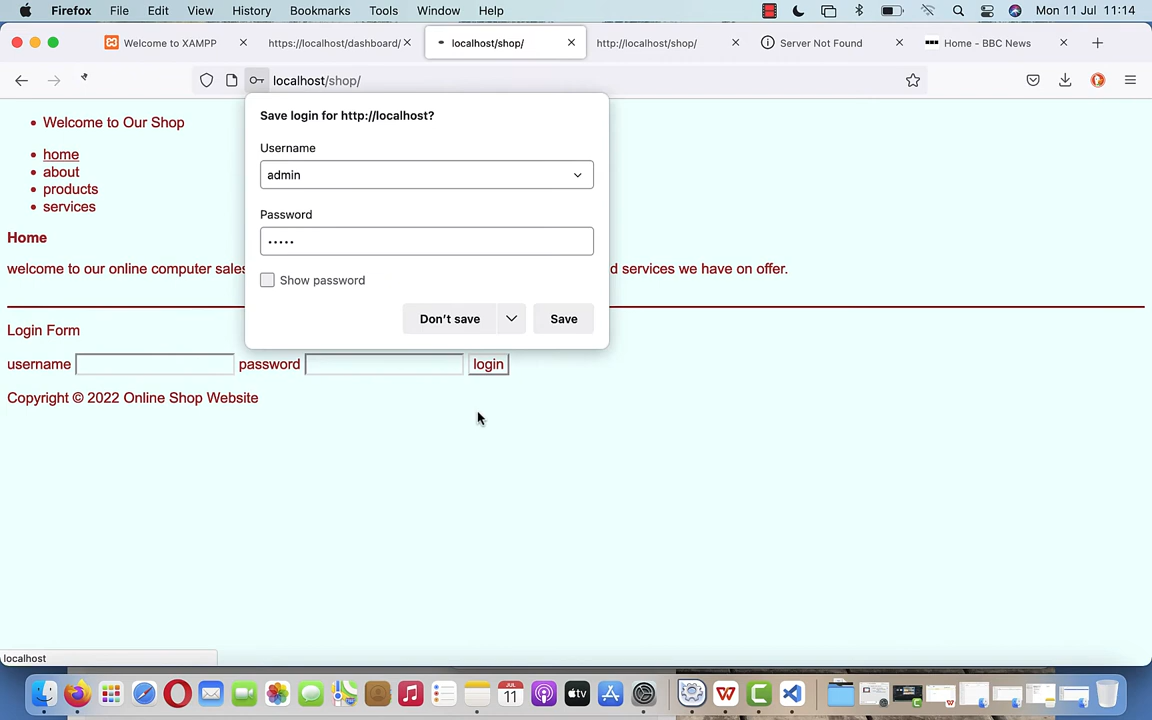 Firefox File Edit View History Bookmarks Tools Window Help Mon 11 Jul 11:14
Welcome to XAMPP https://localhost/dashboard/ localhost/shop/ http://localhost/shop/ Server Not Found Home - BBC News
localhost/shop/
Save login for http://localhost?
Username
admin
Password
•••••
Show password
Don't save Save
Welcome to Our Shop
home
about
products
services
Home
welcome to our online computer sales d services we have on offer.
Login Form
username password login
Copyright © 2022 Online Shop Website
localhost
tv JUL 11